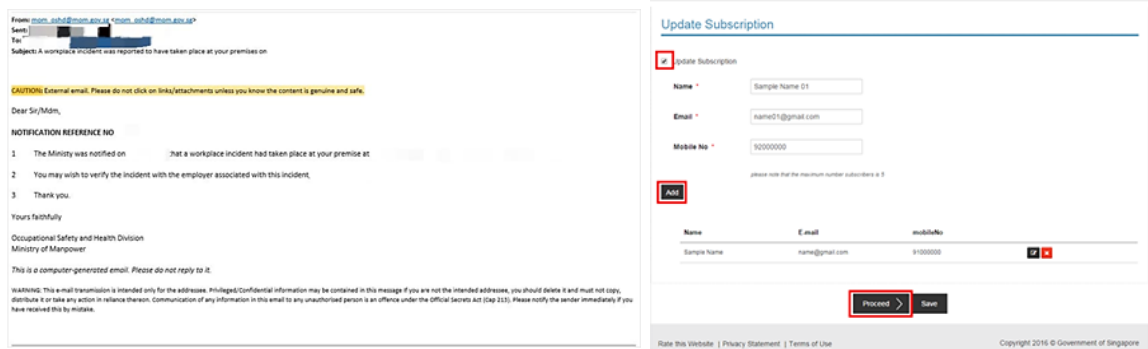 From: mom_oshd@mom.gov.sg <mom_oshd@mom.gov.sg>
Sent:
To:
Subject: A workplace incident was reported to have taken place at your premises on
CAUTION: External email. Please do not click on links/attachments unless you know the content is genuine and safe.
Dear Sir/Mdm,
NOTIFICATION REFERENCE NO
1 The Ministy was notified on that a workplace incident had taken place at your premise at
2 You may wish to verify the incident with the employer associated with this incident.
3 Thank you.
Yours faithfully
Occupational Safety and Health Division
Ministry of Manpower
This is a computer-generated email. Please do not reply to it.
WARNING: This e-mail transmission is intended only for the addressee. Privileged/Confidential information may be contained in this message if you are not the intended addressee, you should delete it and must not copy,
distribute it or take any action in reliance thereon. Communication of any information in this email to any unauthorised person is an offence under the Official Secrets Act (Cap 213). Please notify the sender immediately if you
have received this by mistake.
Update Subscription
Update Subscription
Name * Sample Name 01
Email * name01@gmail.com
Mobile No * 92000000
please note that the maximum number subscribers is 5
Add
Name E.mail mobileNo
Sample Name name@gmail.com 91000000
Proceed Save
Rate this Website | Privacy Statement | Terms of Use Copyright 2016 © Government of Singapore